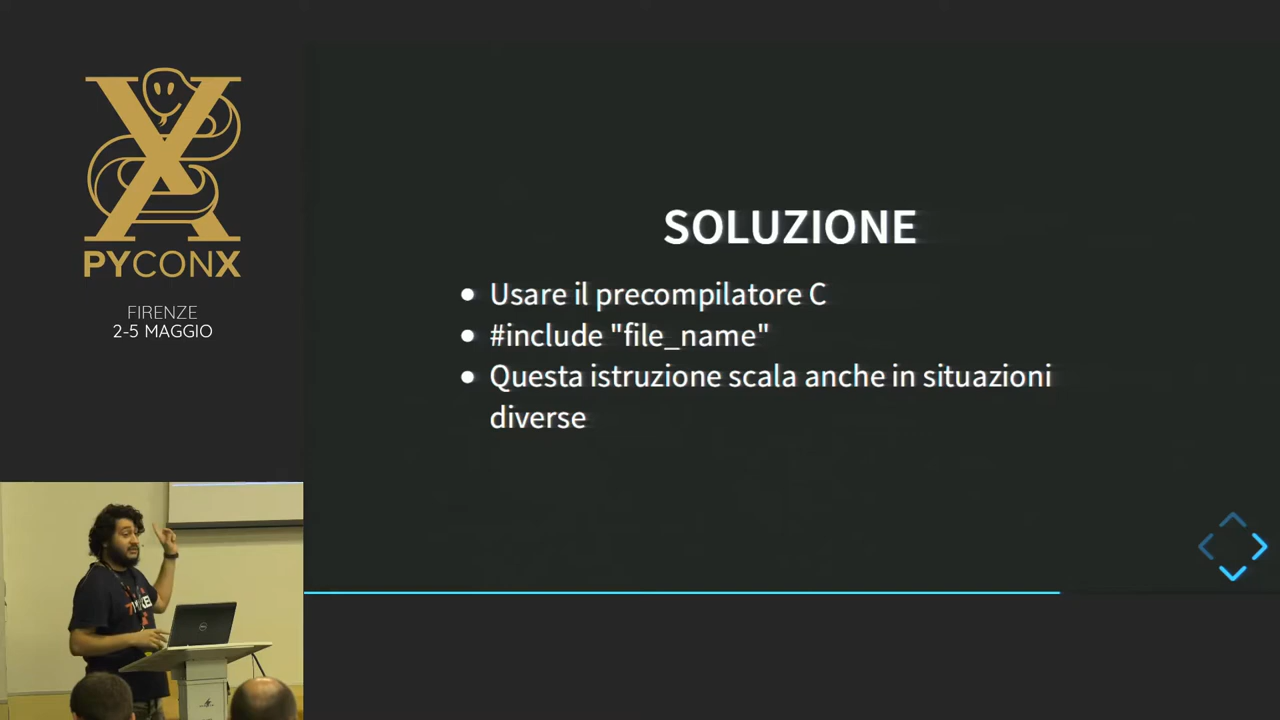 PYCONX
FIRENZE
2-5 MAGGIO
SOLUZIONE
Usare il precompilatore C
#include "file_name"
Questa istruzione scala anche in situazioni
diverse